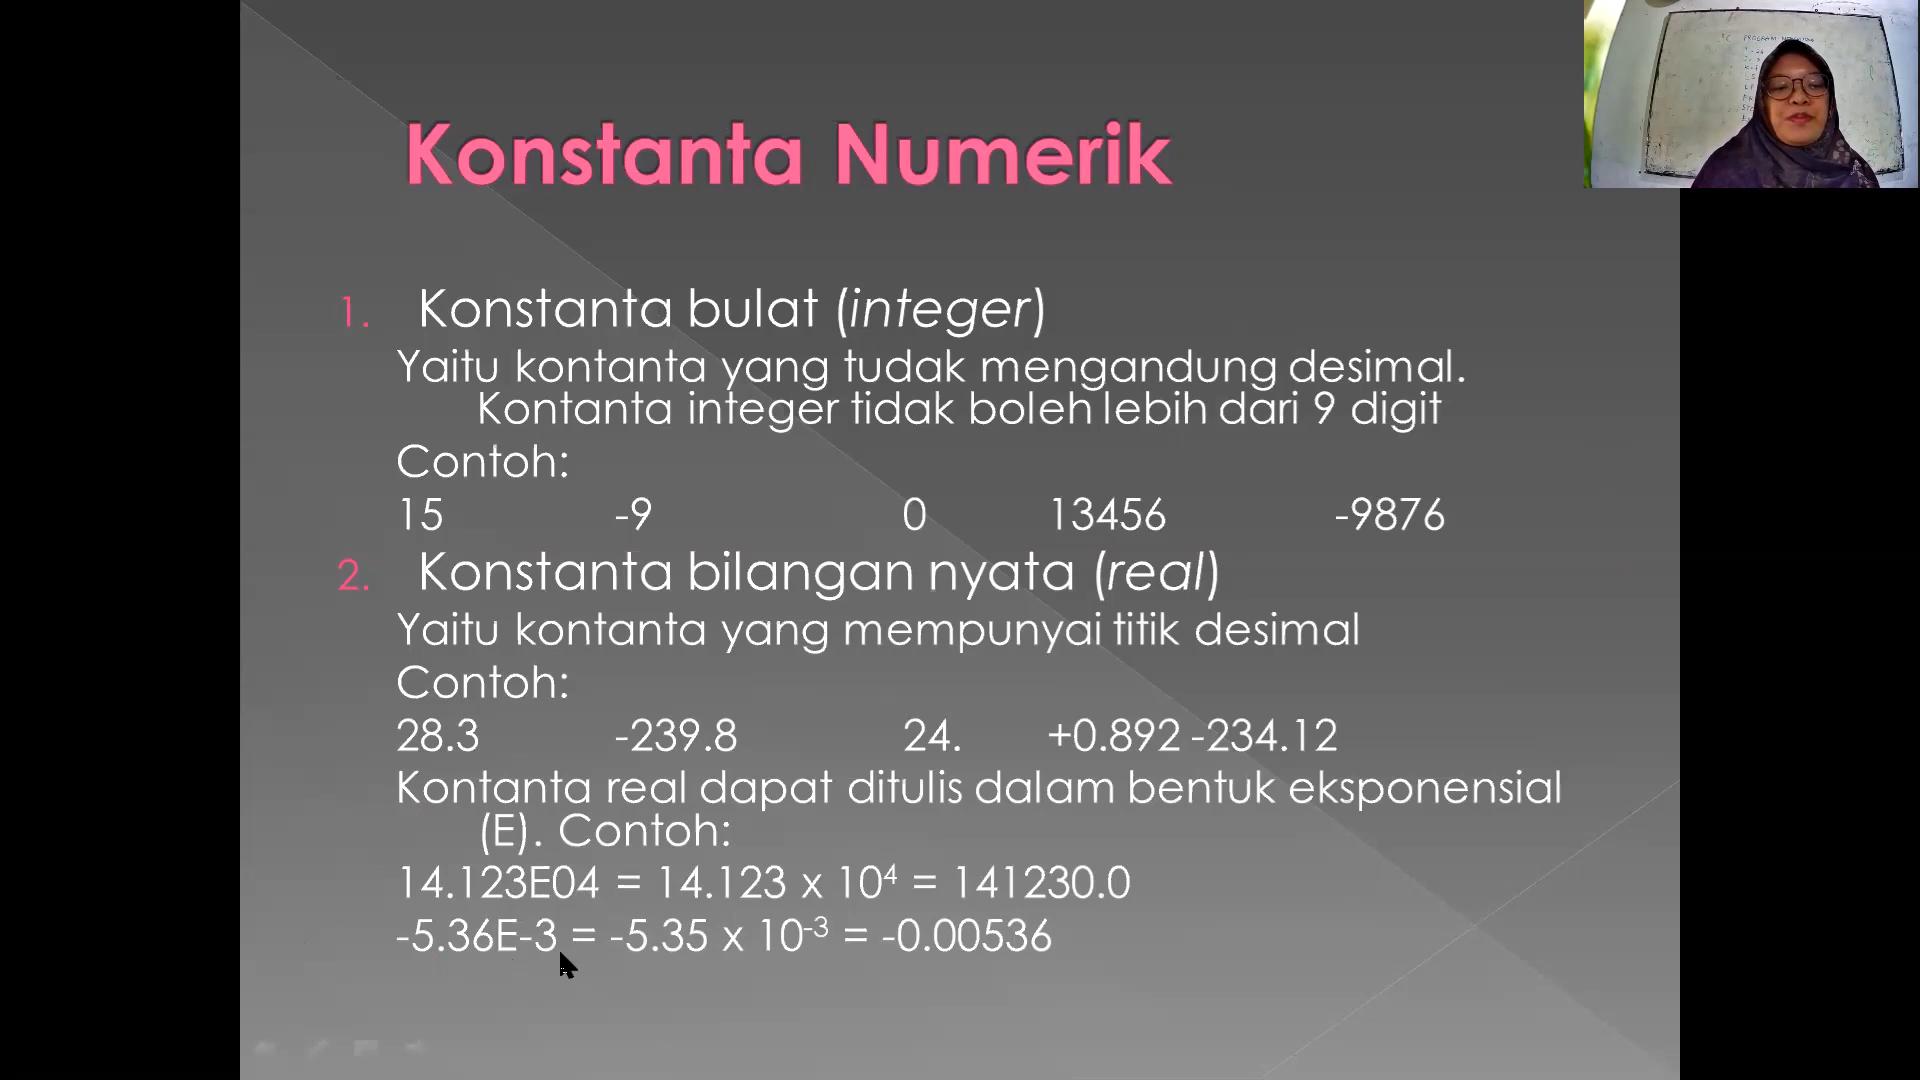 Konstanta Numerik
1. Konstanta bulat (integer)
Yaitu kontanta yang tudak mengandung desimal.
Kontanta integer tidak boleh lebih dari 9 digit
Contoh:
15 -9 0 13456 -9876
2. Konstanta bilangan nyata (real)
Yaitu kontanta yang mempunyai titik desimal
Contoh:
28.3 -239.8 24. +0.892 -234.12
Kontanta real dapat ditulis dalam bentuk eksponensial
(E). Contoh:
14.123E04 = 14.123 x 10⁴ = 141230.0
-5.36E-3 = -5.35 x 10⁻³ = -0.00536
PROGRAM